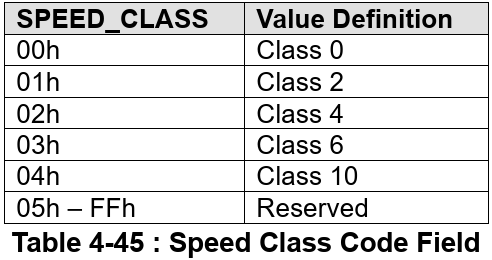 SPEED_CLASS Value Definition
00h Class 0
01h Class 2
02h Class 4
03h Class 6
04h Class 10
05h – FFh Reserved
Table 4-45 : Speed Class Code Field